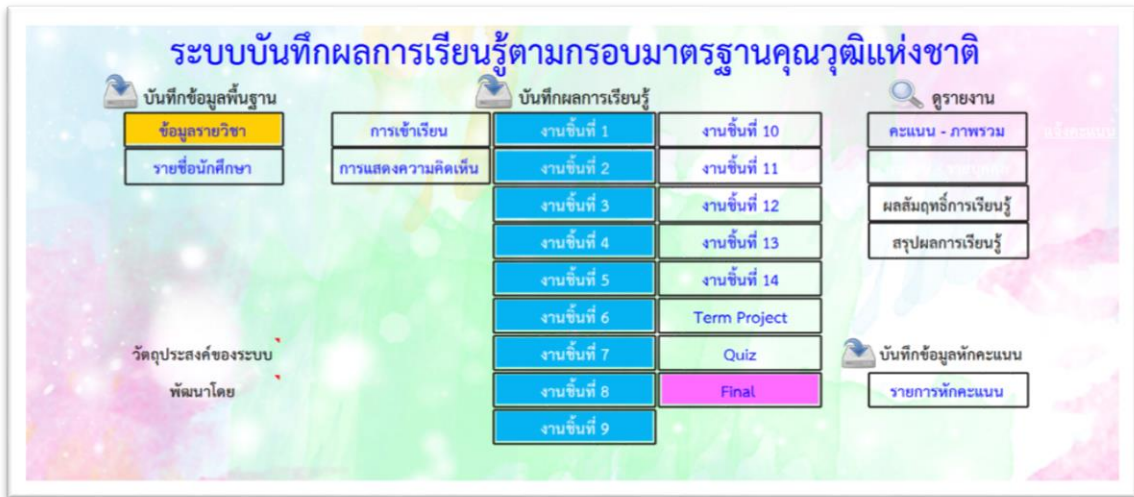 ระบบบันทึกผลการเรียนรู้ตามกรอบมาตรฐานคุณวุฒิแห่งชาติ
บันทึกข้อมูลพื้นฐาน
ข้อมูลรายวิชา
รายชื่อนักศึกษา
วัตถุประสงค์ของระบบ
พัฒนาโดย
บันทึกผลการเรียนรู้
การเข้าเรียน
การแสดงความคิดเห็น
งานชิ้นที่ 1
งานชิ้นที่ 2
งานชิ้นที่ 3
งานชิ้นที่ 4
งานชิ้นที่ 5
งานชิ้นที่ 6
งานชิ้นที่ 7
งานชิ้นที่ 8
งานชิ้นที่ 9
งานชิ้นที่ 10
งานชิ้นที่ 11
งานชิ้นที่ 12
งานชิ้นที่ 13
งานชิ้นที่ 14
Term Project
Quiz
Final
ดูรายงาน
คะแนน - ภาพรวม
ผลสัมฤทธิ์การเรียนรู้
สรุปผลการเรียนรู้
บันทึกข้อมูลหักคะแนน
รายการหักคะแนน
แจ้งคะแนน